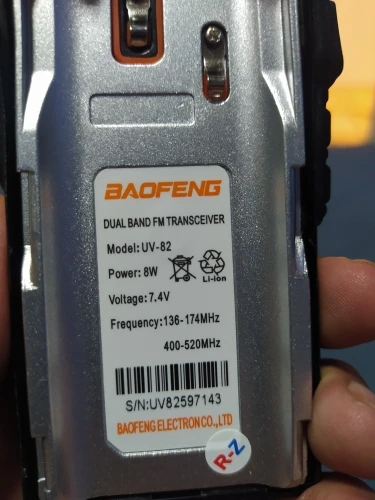 BAOFENG
DUAL BAND FM TRANSCEIVER
Model:UV-82
Power: 8W
Li-ion
Voltage:7.4V
Frequency:136-174MHz
400-520MHz
S/N:UV82597143
BAOFENG ELECTRON CO.,LTD
R-Z